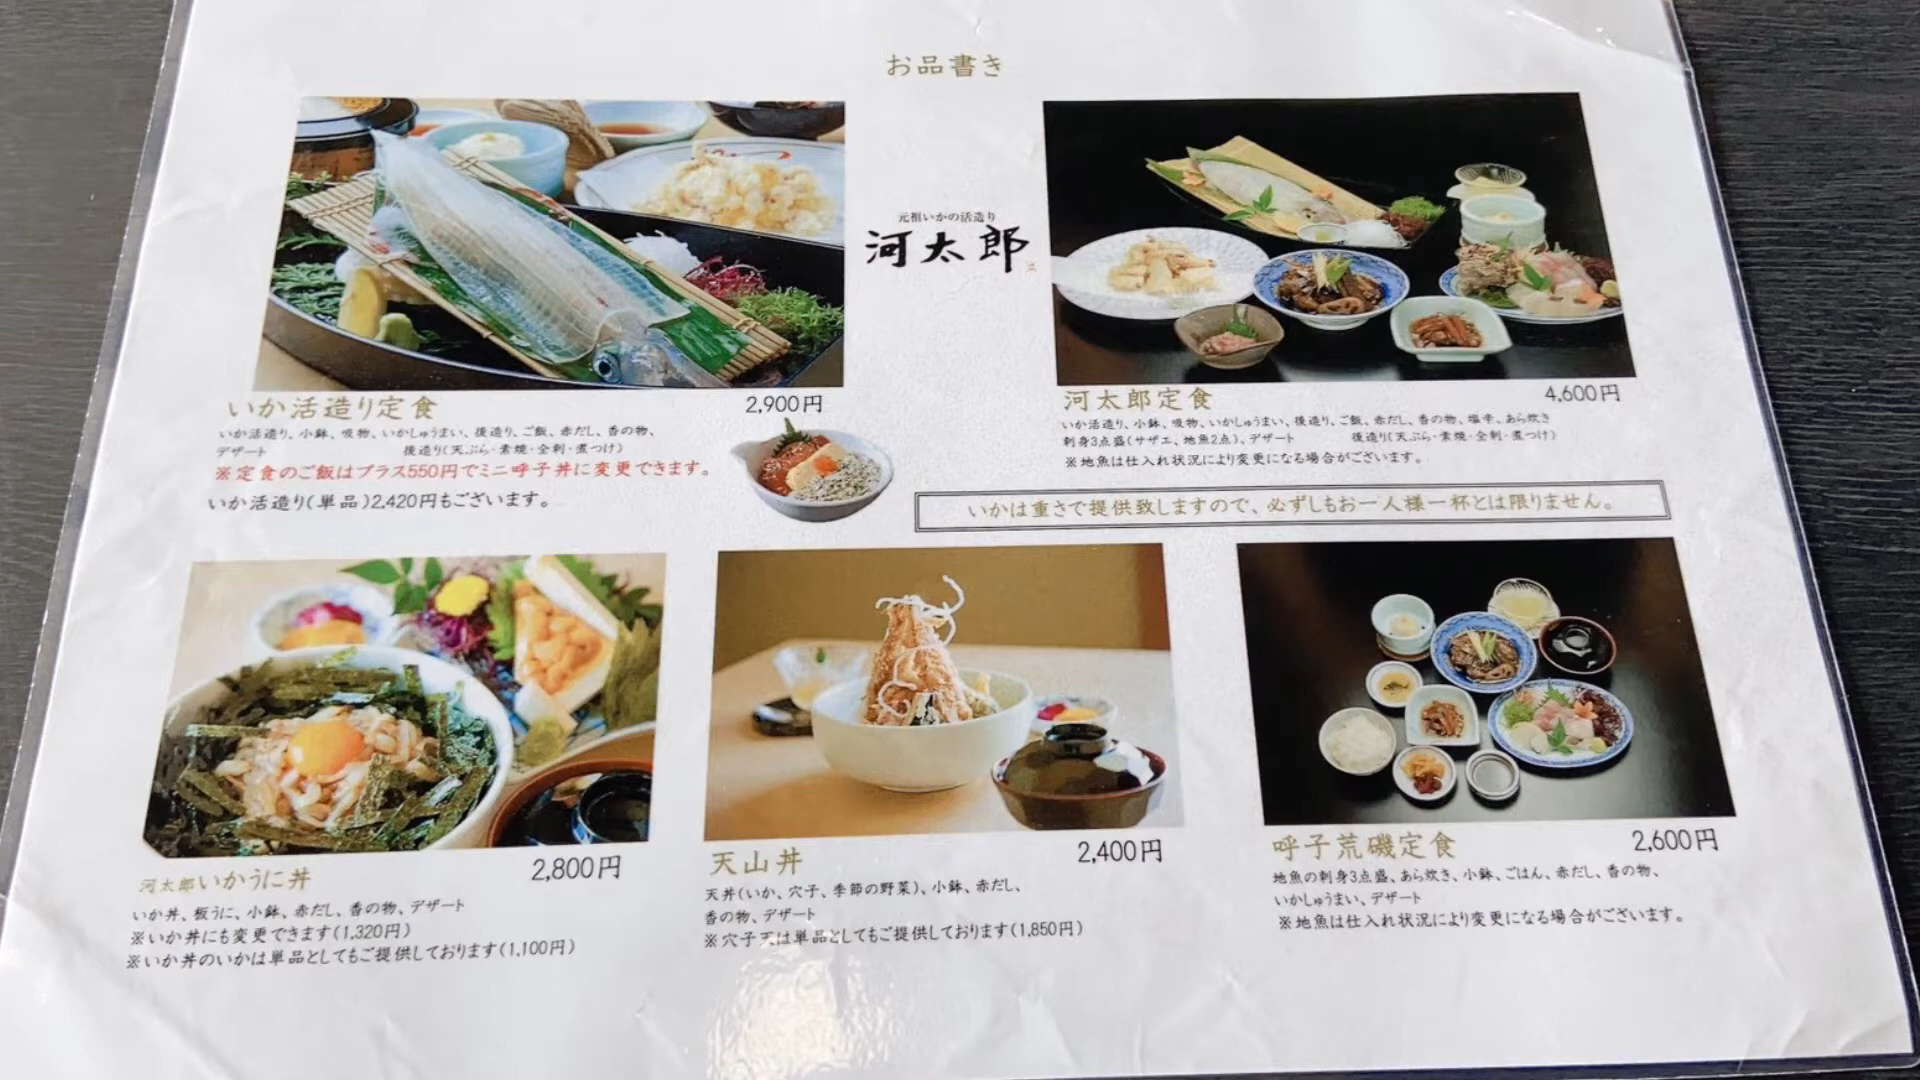 お品書き
元祖いかの活造り
河太郎
いか活造り定食
2,900円
いか活造り、小鉢、吸物、いかしゅうまい、後造り、ご飯、赤だし、香の物、
デザート 後造り(天ぷら・素焼・全刺・煮つけ)
※定食のご飯はプラス550円でミニ呼子丼に変更できます。
いか活造り(単品)2,420円もございます。
河太郎定食
4,600円
いか活造り、小鉢、吸物、いかしゅうまい、後造り、ご飯、赤だし、香の物、塩辛、あら炊き
刺身3点盛(サザエ、地魚2点)、デザート 後造り(天ぷら・素焼・全刺・煮つけ)
※地魚は仕入れ状況により変更になる場合がございます。
いかは重さで提供致しますので、必ずしもお一人様一杯とは限りません。
河太郎いかうに丼
2,800円
いか丼、板うに、小鉢、赤だし、香の物、デザート
※いか丼にも変更できます(1,320円)
※いか丼のいかは単品としてもご提供しております(1,100円)
天山丼
2,400円
天丼(いか、穴子、季節の野菜)、小鉢、赤だし、
香の物、デザート
※穴子天は単品としてもご提供しております(1,850円)
呼子荒磯定食
2,600円
地魚の刺身3点盛、あら炊き、小鉢、ごはん、赤だし、香の物、
いかしゅうまい、デザート
※地魚は仕入れ状況により変更になる場合がございます。